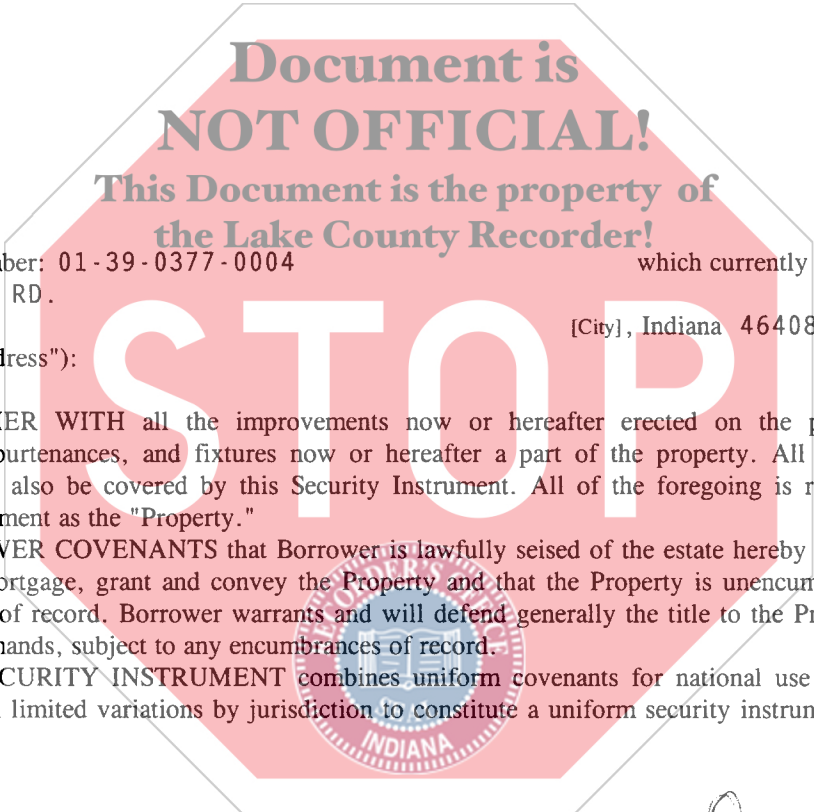 Document is
NOT OFFICIAL!
This Document is the property of
the Lake County Recorder!
ber: 01-39-0377-0004 which currently
RD.
[City], Indiana 46408
dress"):
STOP
ER WITH all the improvements now or hereafter erected on the p
purtenances, and fixtures now or hereafter a part of the property. All
also be covered by this Security Instrument. All of the foregoing is r
ment as the "Property."
WER COVENANTS that Borrower is lawfully seised of the estate hereby
ortgage, grant and convey the Property and that the Property is unencum
of record. Borrower warrants and will defend generally the title to the Pr
nands, subject to any encumbrances of record.
CURITY INSTRUMENT combines uniform covenants for national use
limited variations by jurisdiction to constitute a uniform security instrun
RECORDER'S OFFICE
INDIANA